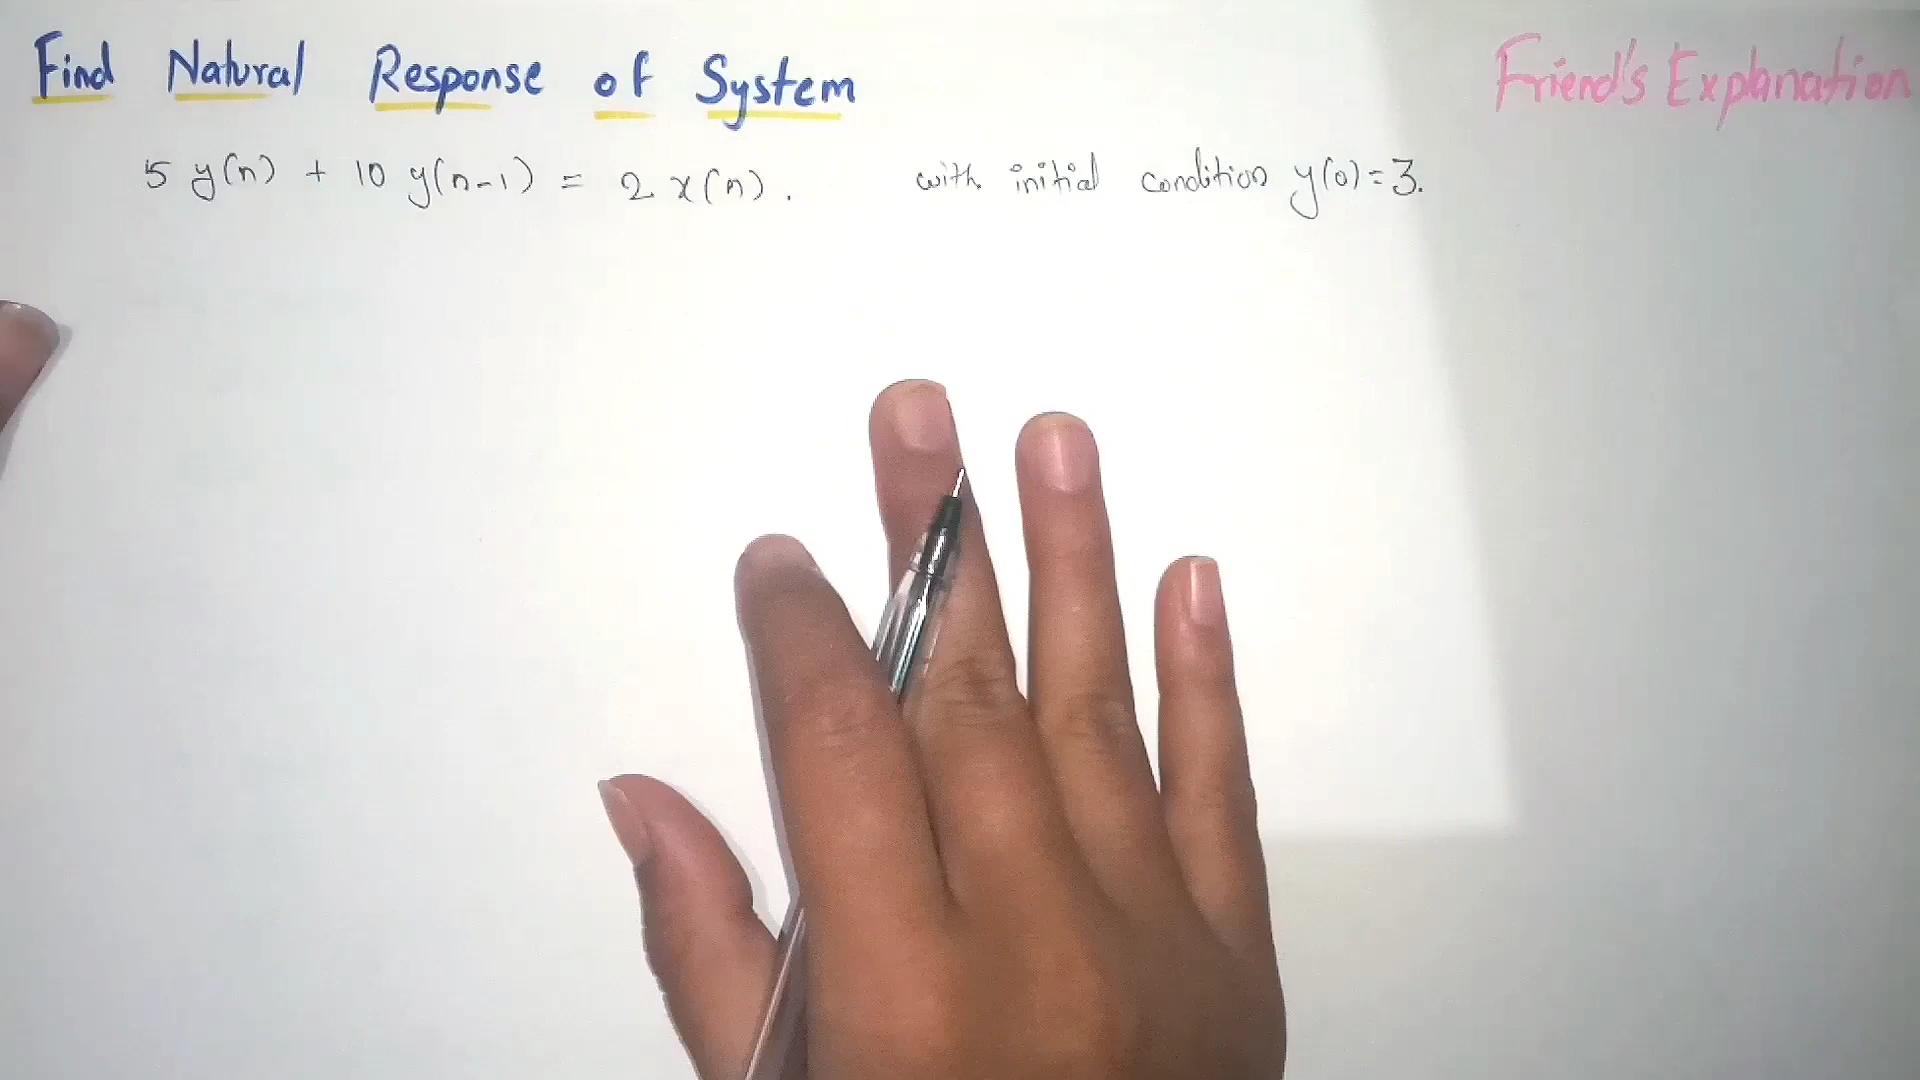 Find Natural Response of System
Friend's Explanation
5 y(n) + 10 y(n-1) = 2 x(n). with initial condition y(0)=3.